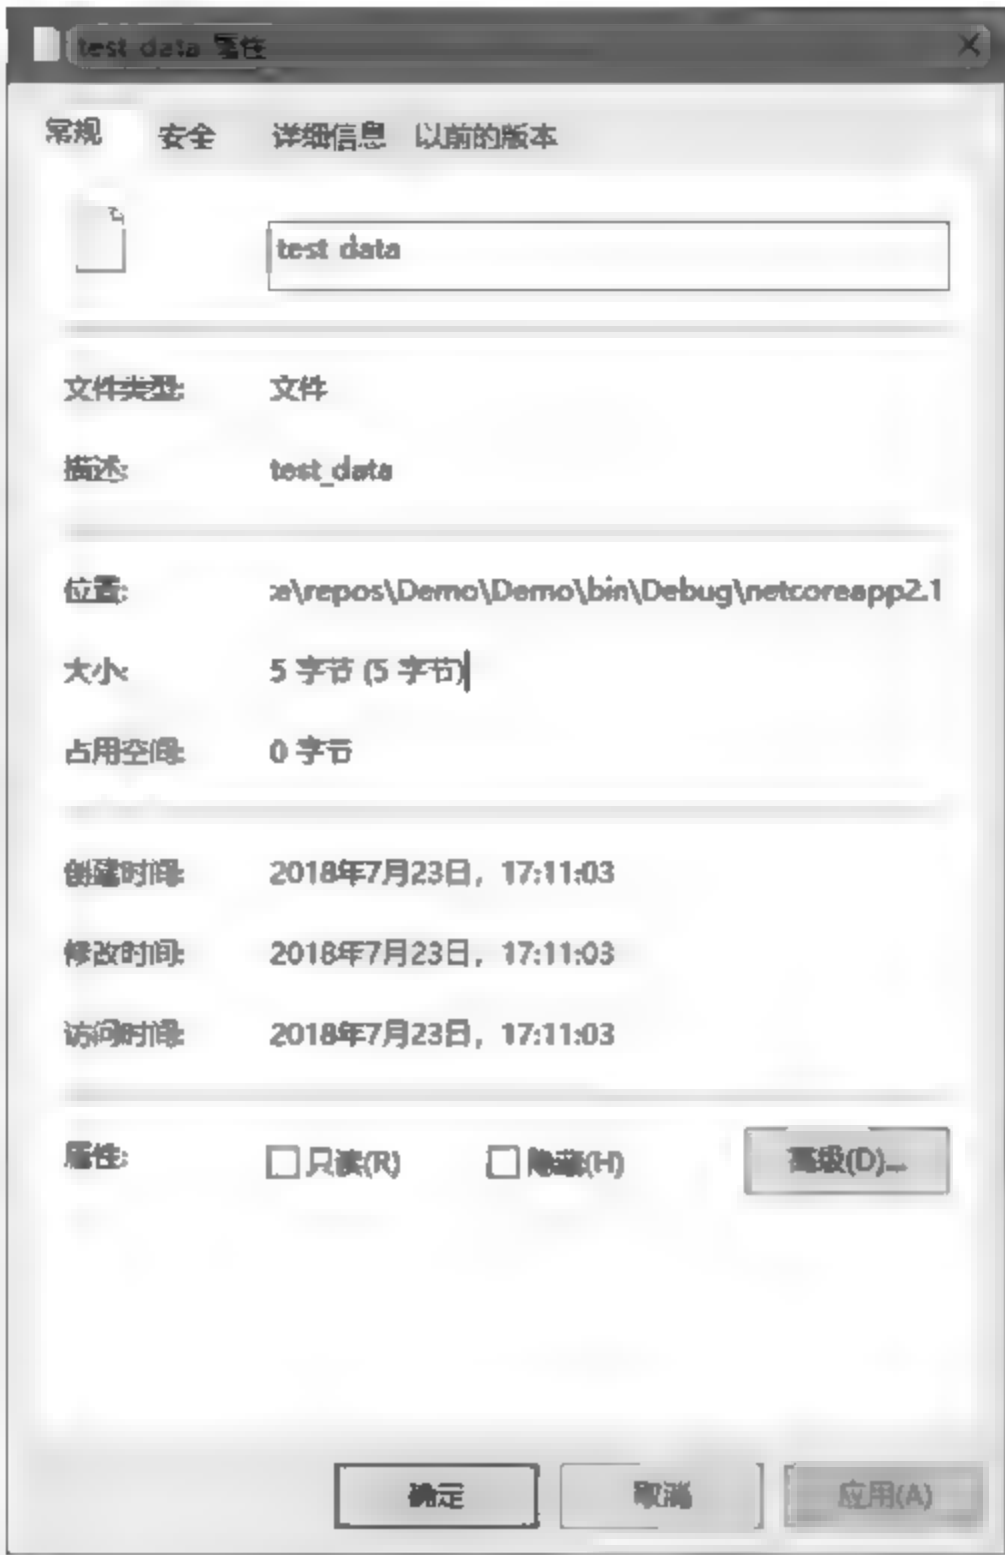 test_data 属性
常规 安全 详细信息 以前的版本
test data
文件类型: 文件
描述: test_data
位置: :e\repos\Demo\Demo\bin\Debug\netcoreapp2.1
大小: 5 字节 (5 字节)
占用空间: 0 字节
创建时间: 2018年7月23日，17:11:03
修改时间: 2018年7月23日，17:11:03
访问时间: 2018年7月23日，17:11:03
属性: 只读(R) 隐藏(H) 高级(D)...
确定 取消 应用(A)